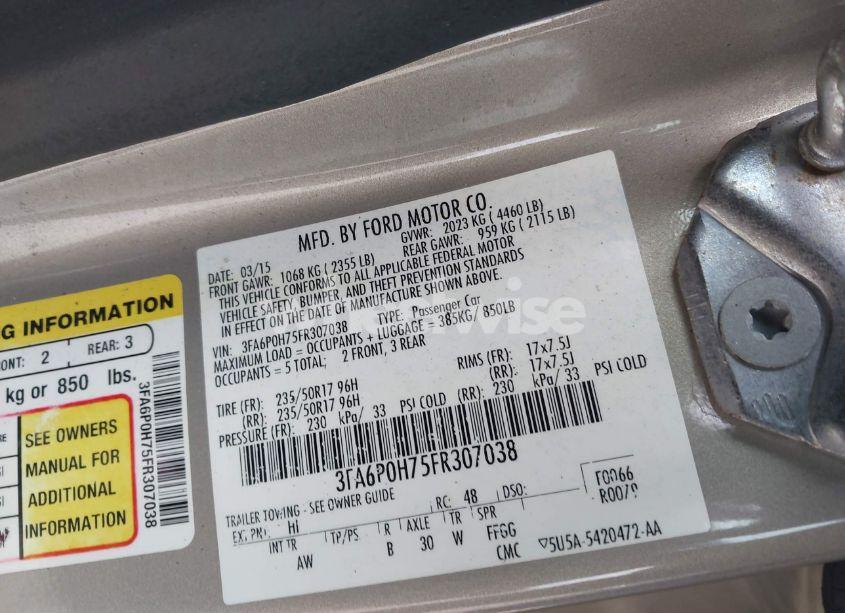 MFD. BY FORD MOTOR CO.
DATE: 03/15 GVWR: 2023 KG ( 4460 LB)
FRONT GAWR: 1068 KG ( 2355 LB) REAR GAWR: 959 KG ( 2115 LB)
THIS VEHICLE CONFORMS TO ALL APPLICABLE FEDERAL MOTOR
VEHICLE SAFETY, BUMPER, AND THEFT PREVENTION STANDARDS
IN EFFECT ON THE DATE OF MANUFACTURE SHOWN ABOVE.
VIN: 3FA6P0H75FR307038 TYPE: Passenger Car
MAXIMUM LOAD = OCCUPANTS + LUGGAGE = 385KG/ 850LB
OCCUPANTS = 5 TOTAL; 2 FRONT, 3 REAR
TIRE (FR): 235/50R17 96H RIMS (FR): 17x7.5J
(RR): 235/50R17 96H (RR): 17x7.5J
PRESSURE (FR): 230 kPa/ 33 PSI COLD (RR): 230 kPa/ 33 PSI COLD
3FA6P0H75FR307038
TRAILER TOWING - SEE OWNER GUIDE
EXT PNT: HI RC: 48 DSO:
INT TR TP/PS R AXLE TR SPR
AW B 30 W FFGG
CMC ▽5U5A-5420472-AA
INFORMATION
2 REAR: 3
kg or 850 lbs.
SEE OWNERS
MANUAL FOR
ADDITIONAL
INFORMATION
3FA6P0H75FR307038